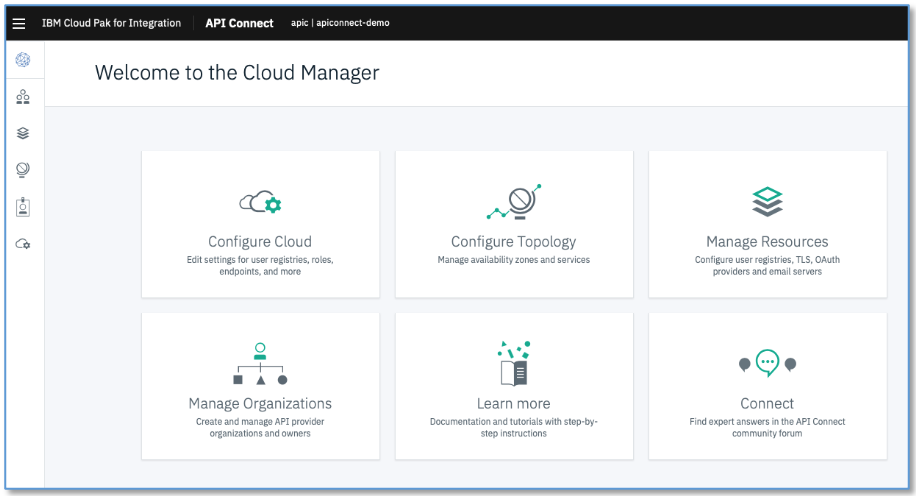 IBM Cloud Pak for Integration API Connect apic | apiconnect-demo
Welcome to the Cloud Manager
Configure Cloud
Edit settings for user registries, roles,
endpoints, and more
Configure Topology
Manage availability zones and services
Manage Resources
Configure user registries, TLS, OAuth
providers and email servers
Manage Organizations
Create and manage API provider
organizations and owners
Learn more
Documentation and tutorials with step-by-
step instructions
Connect
Find expert answers in the API Connect
community forum